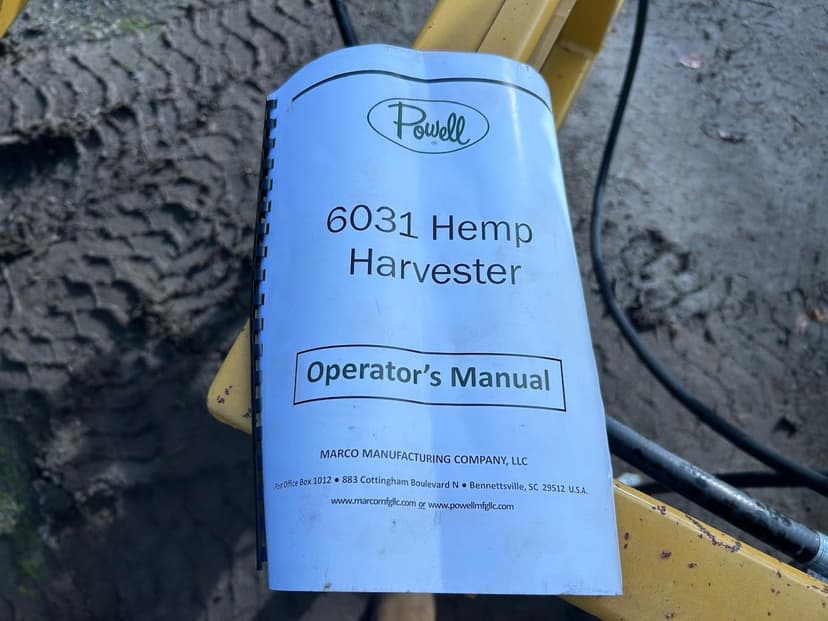 Powell
6031 Hemp
Harvester
Operator's Manual
MARCO MANUFACTURING COMPANY, LLC
Post Office Box 1012 ● 883 Cottingham Boulevard N ● Bennettsville, SC 29512 U.S.A.
www.marcomfgllc.com or www.powellmfgllc.com